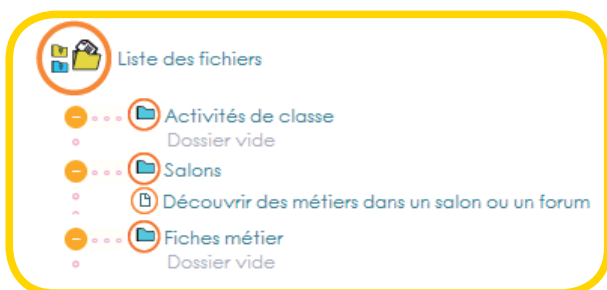 Liste des fichiers
Activités de classe
Dossier vide
Salons
Découvrir des métiers dans un salon ou un forum
Fiches métier
Dossier vide